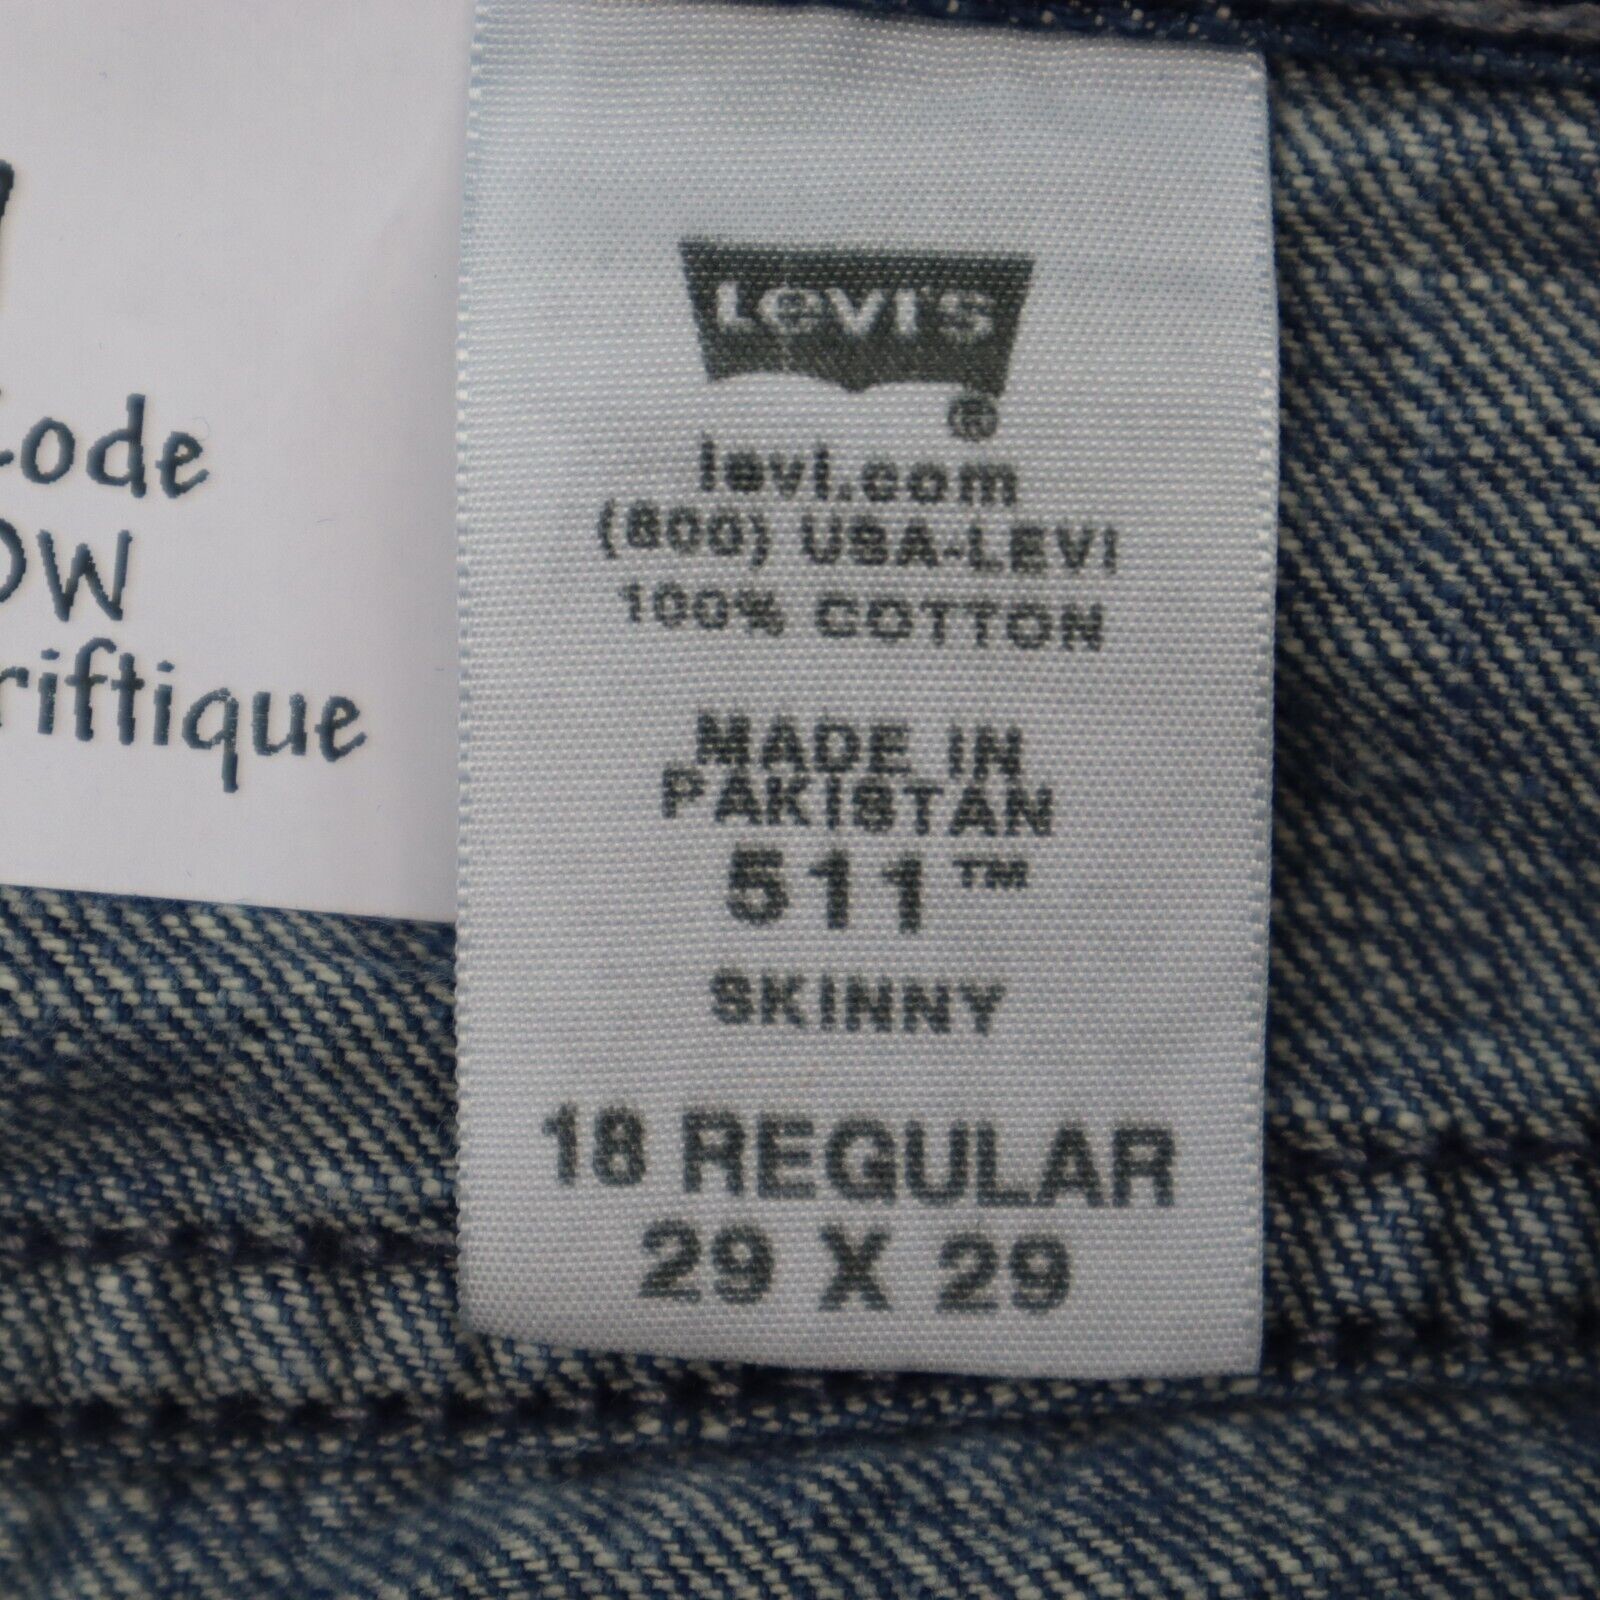 ode
OW
riftique
LEVI'S
®
levi.com
(800) USA-LEVI
100% COTTON
MADE IN
PAKISTAN
511™
SKINNY
18 REGULAR
29 X 29